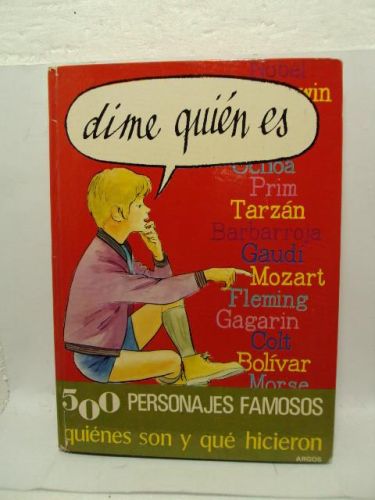 Nobel
win
dime quién es
Ochoa
Prim
Tarzán
Barbarroja
Gaudí
Mozart
Fleming
Gagarin
Colt
Bolívar
Morse
500 PERSONAJES FAMOSOS
quiénes son y qué hicieron
ARGOS